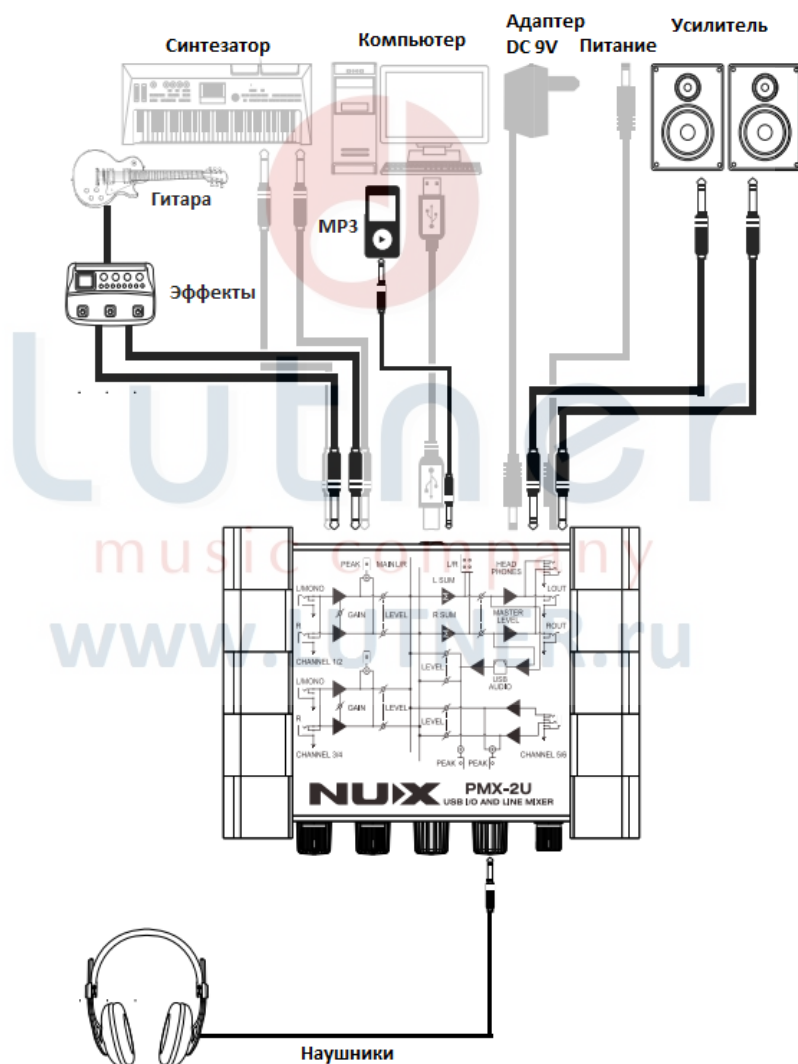 Синтезатор
Компьютер
Адаптер
DC 9V
Питание
Усилитель
Гитара
MP3
Эффекты
Lutner
music company
www.LUTNER.ru
PEAK
MAIN L/R
L/R
HEAD
PHONES
L/MONO
L SUM
LOUT
GAIN
LEVEL
R SUM
MASTER
LEVEL
R
ROUT
CHANNEL 1/2
LEVEL
USB
AUDIO
L/MONO
GAIN
LEVEL
LEVEL
R
CHANNEL 3/4
PEAK
PEAK
CHANNEL 5/6
NUX
PMX-2U
USB I/O AND LINE MIXER
Наушники